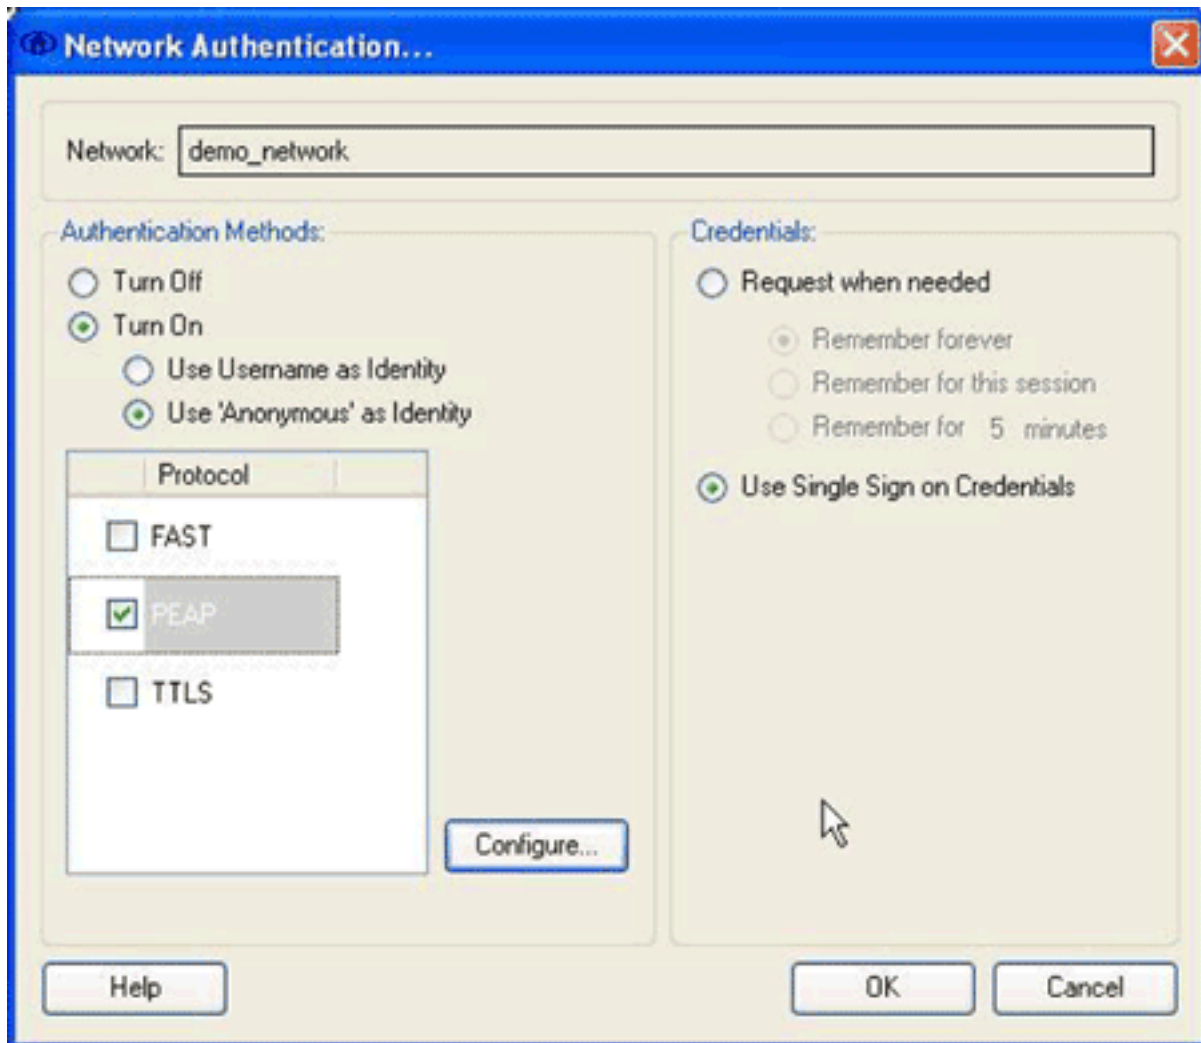 Network Authentication...
Network: demo_network
Authentication Methods:
Turn Off
Turn On
Use Username as Identity
Use 'Anonymous' as Identity
Protocol
FAST
PEAP
TTLS
Configure...
Credentials:
Request when needed
Remember forever
Remember for this session
Remember for 5 minutes
Use Single Sign on Credentials
Help
OK
Cancel